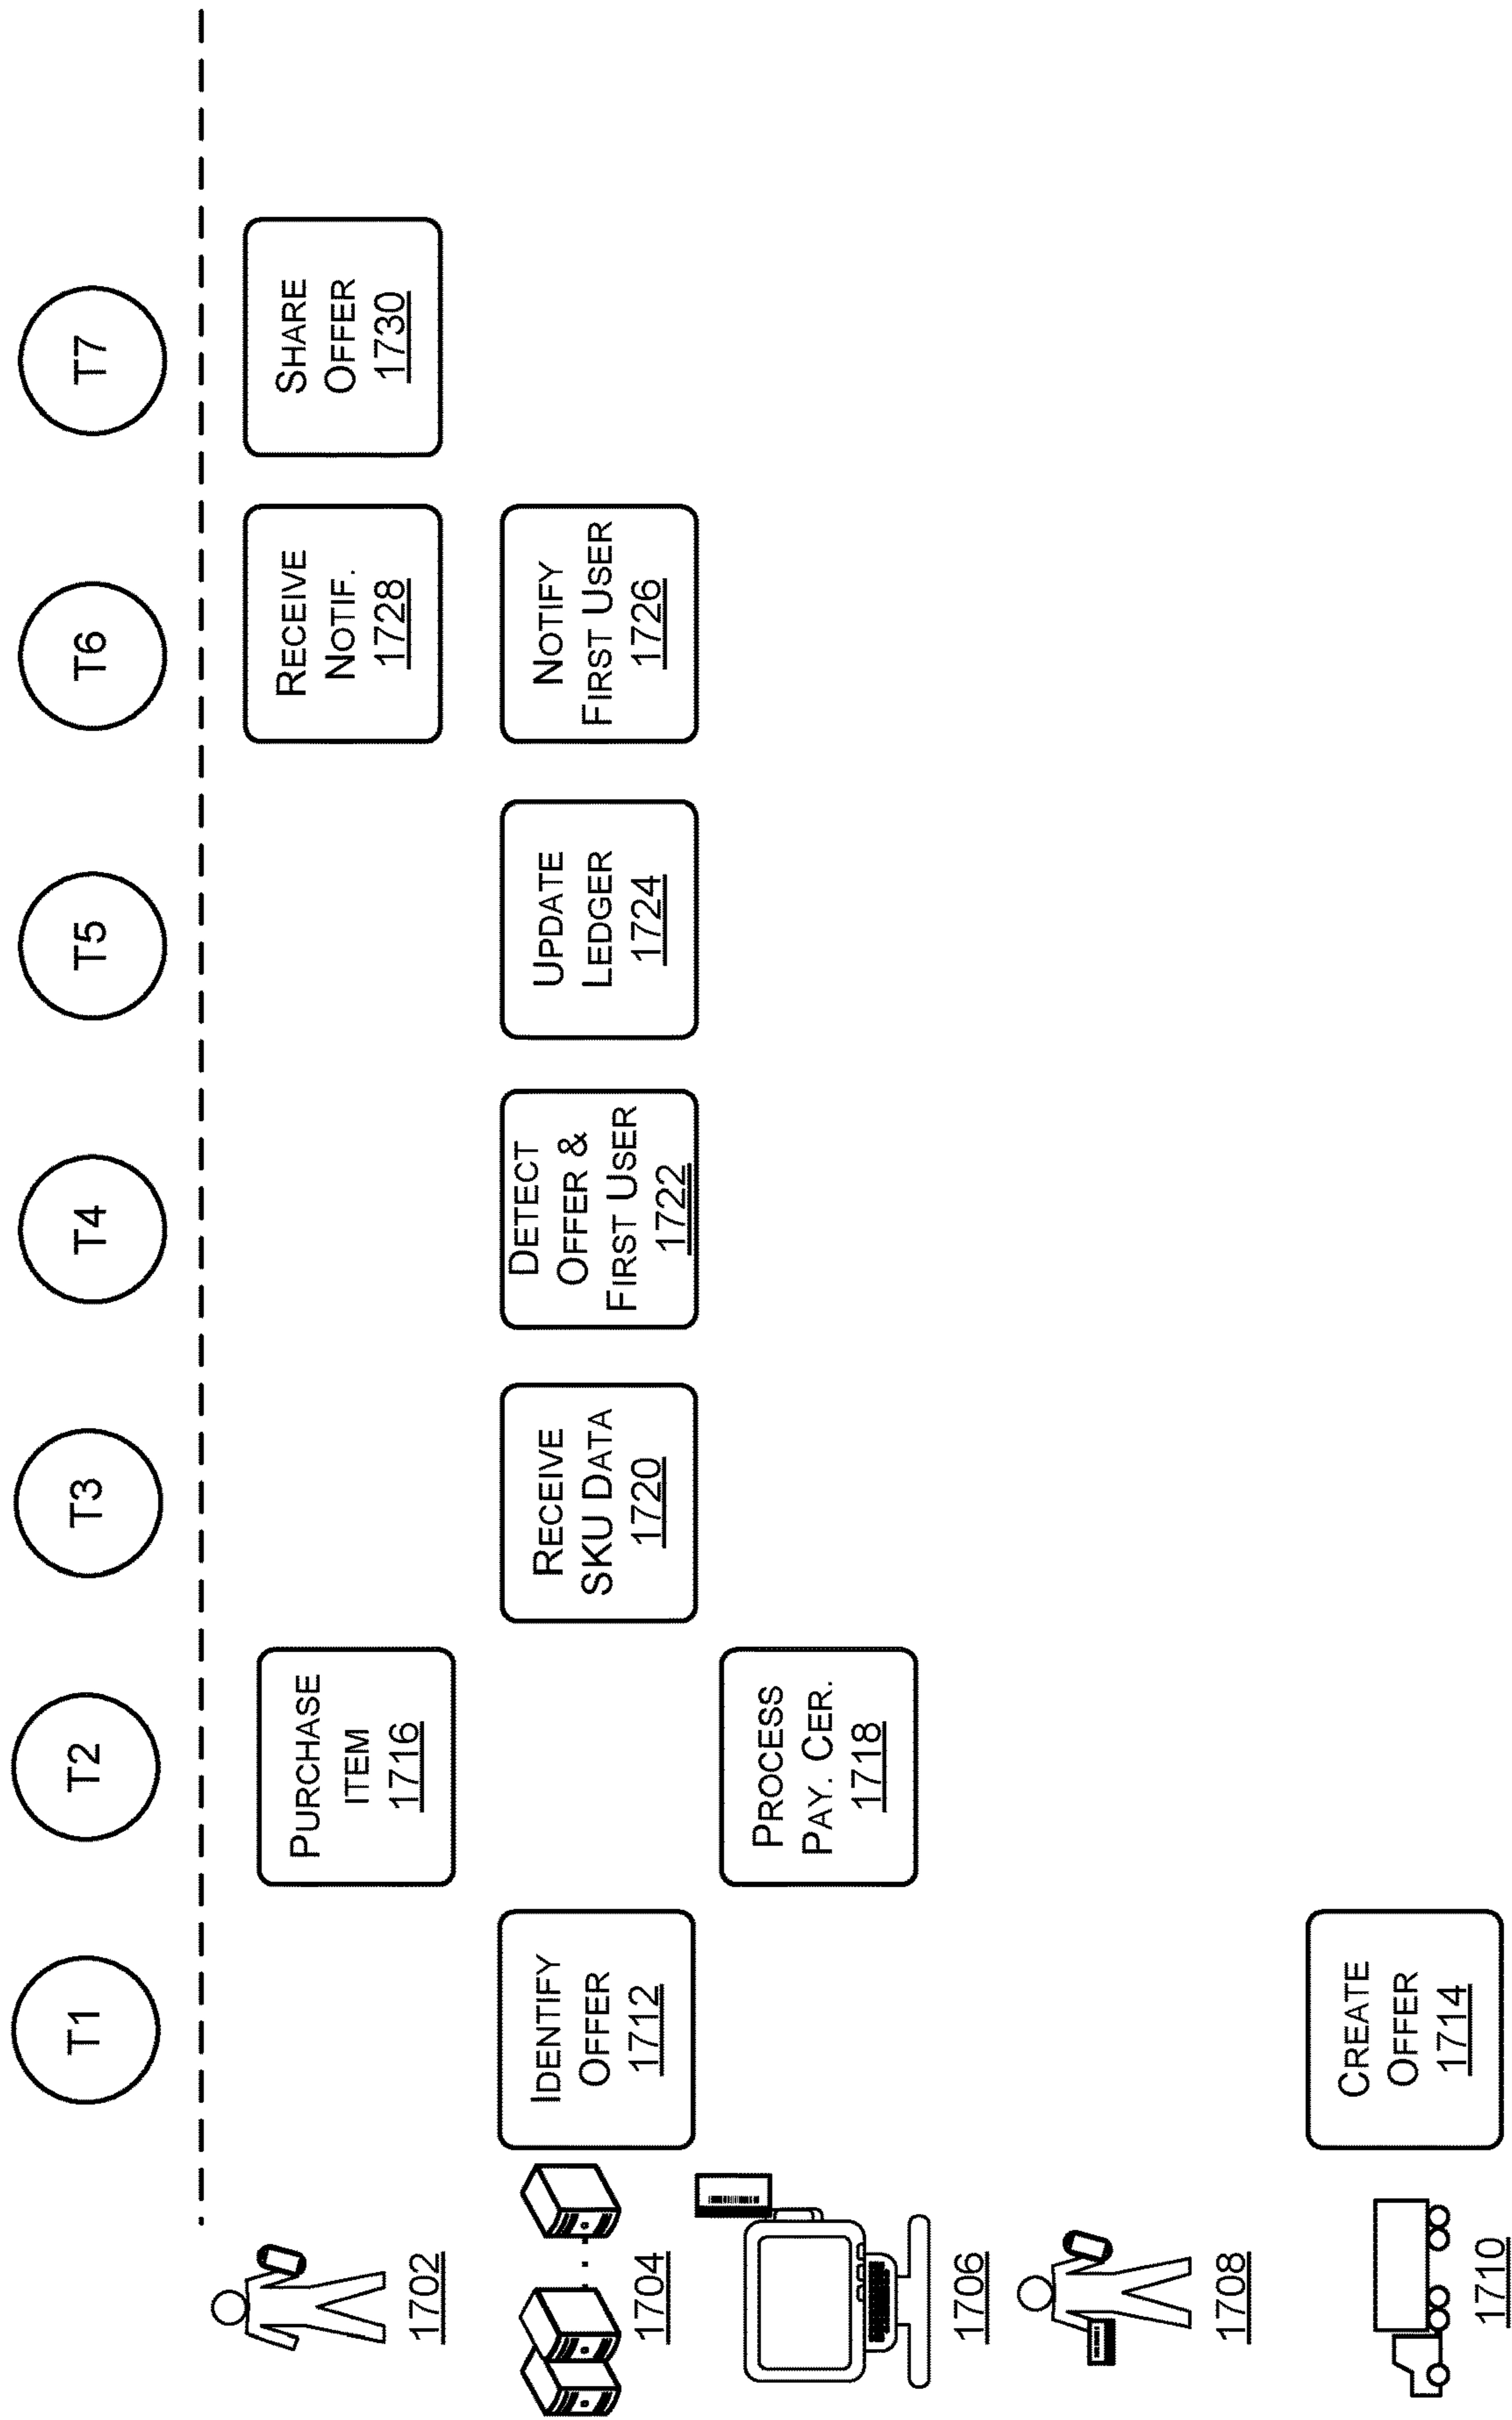 T1
T2
T3
T4
T5
T6
T7
1702
PURCHASE
ITEM
1716
RECEIVE
NOTIF.
1728
SHARE
OFFER
1730
1704
IDENTIFY
OFFER
1712
RECEIVE
SKU DATA
1720
DETECT
OFFER &
FIRST USER
1722
UPDATE
LEDGER
1724
NOTIFY
FIRST USER
1726
1706
PROCESS
PAY. CER.
1718
1708
1710
CREATE
OFFER
1714